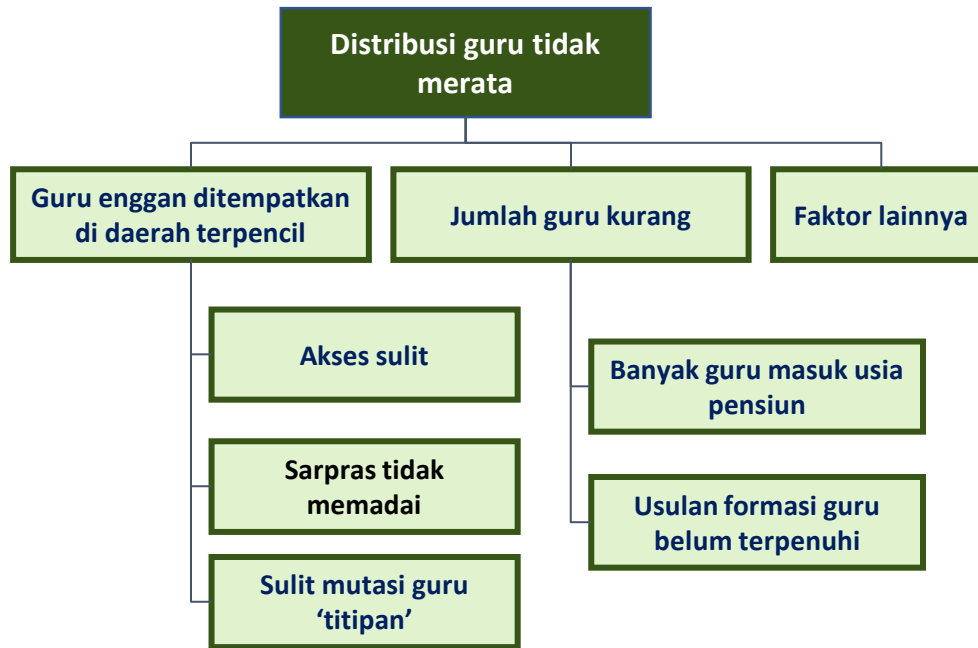 Distribusi guru tidak
merata
Guru enggan ditempatkan
di daerah terpencil
Jumlah guru kurang
Faktor lainnya
Akses sulit
Sarpras tidak
memadai
Sulit mutasi guru
‘titipan’
Banyak guru masuk usia
pensiun
Usulan formasi guru
belum terpenuhi